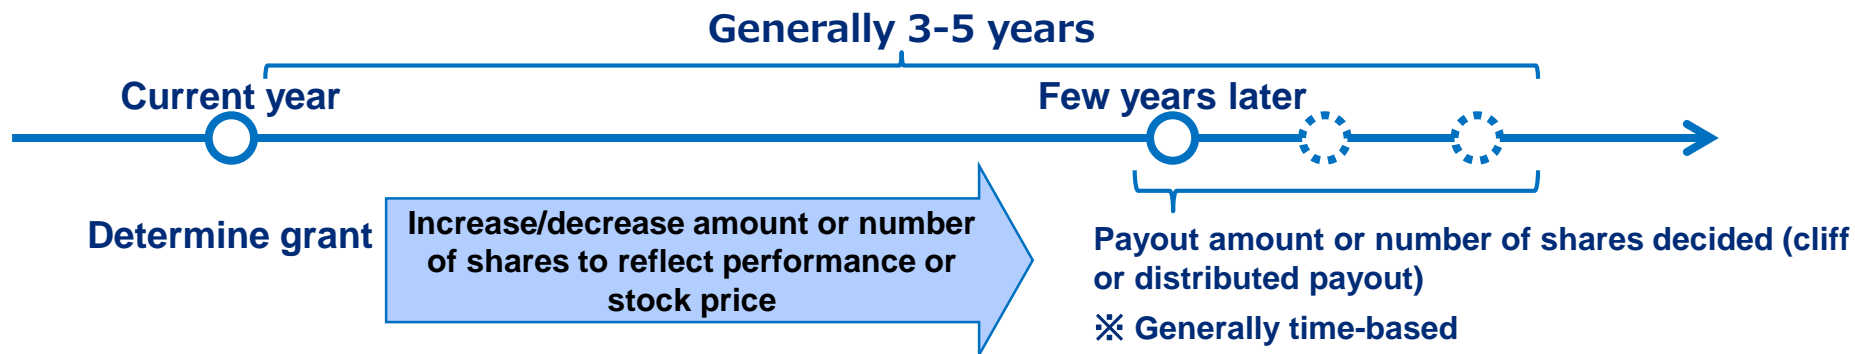 Generally 3-5 years
Current year
Few years later
Determine grant
Increase/decrease amount or number
of shares to reflect performance or
stock price
Payout amount or number of shares decided (cliff
or distributed payout)
※ Generally time-based